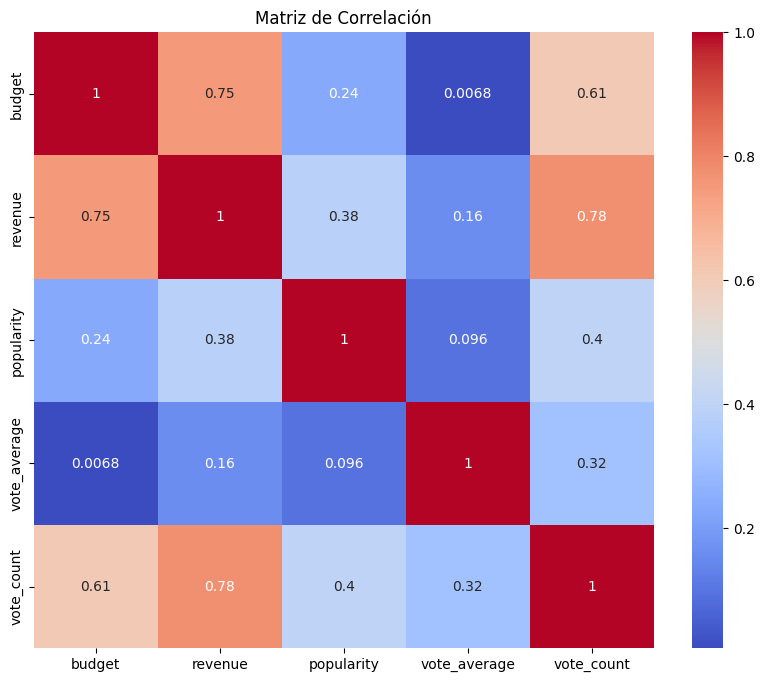 Matriz de Correlación
budget 1 0.75 0.24 0.0068 0.61
revenue 0.75 1 0.38 0.16 0.78
popularity 0.24 0.38 1 0.096 0.4
vote_average 0.0068 0.16 0.096 1 0.32
vote_count 0.61 0.78 0.4 0.32 1
budget revenue popularity vote_average vote_count
1.0
0.8
0.6
0.4
0.2